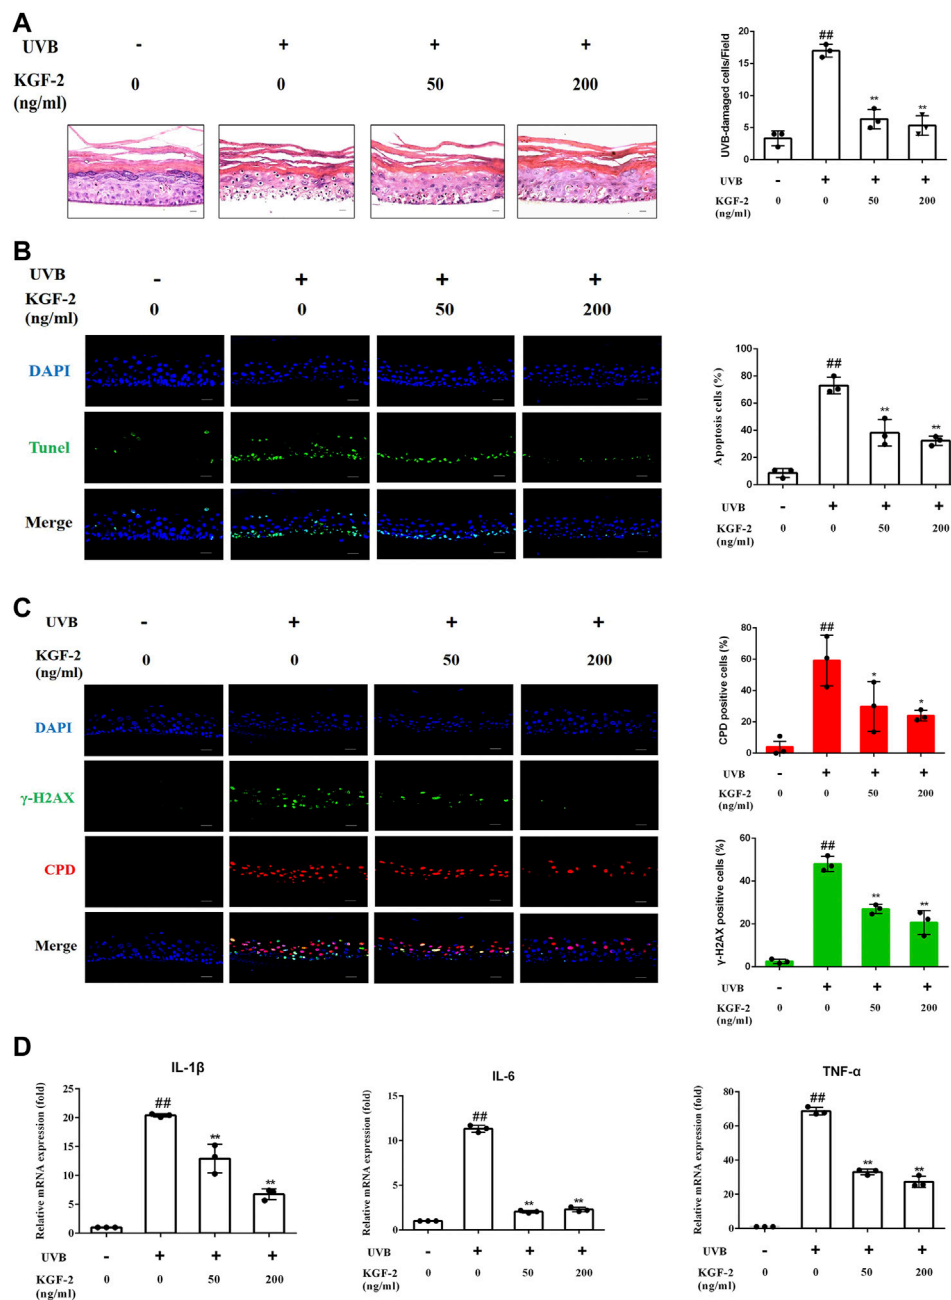 A
UVB - + + +
KGF-2 0 0 50 200
(ng/ml)
UVB-damaged cells/Field
20
15
10
5
0
##
**
**
UVB - + + +
KGF-2 0 0 50 200
(ng/ml)
B
UVB - + + +
KGF-2 0 0 50 200
(ng/ml)
DAPI
Tunel
Merge
Apoptosis cells (%)
100
80
60
40
20
0
##
**
**
UVB - + + +
KGF-2 0 0 50 200
(ng/ml)
C
UVB - + + +
KGF-2 0 0 50 200
(ng/ml)
DAPI
γ-H2AX
CPD
Merge
CPD positive cells (%)
80
60
40
20
0
##
*
*
UVB - + + +
KGF-2 0 0 50 200
(ng/ml)
γ-H2AX positive cells (%)
60
40
20
0
##
**
**
UVB - + + +
KGF-2 0 0 50 200
(ng/ml)
D
IL-1β
Relative mRNA expression (fold)
25
20
15
10
5
0
##
**
**
UVB - + + +
KGF-2 0 0 50 200
(ng/ml)
IL-6
Relative mRNA expression (fold)
15
10
5
0
##
**
**
UVB - + + +
KGF-2 0 0 50 200
(ng/ml)
TNF-α
Relative mRNA expression (fold)
80
60
40
20
0
##
**
**
UVB - + + +
KGF-2 0 0 50 200
(ng/ml)